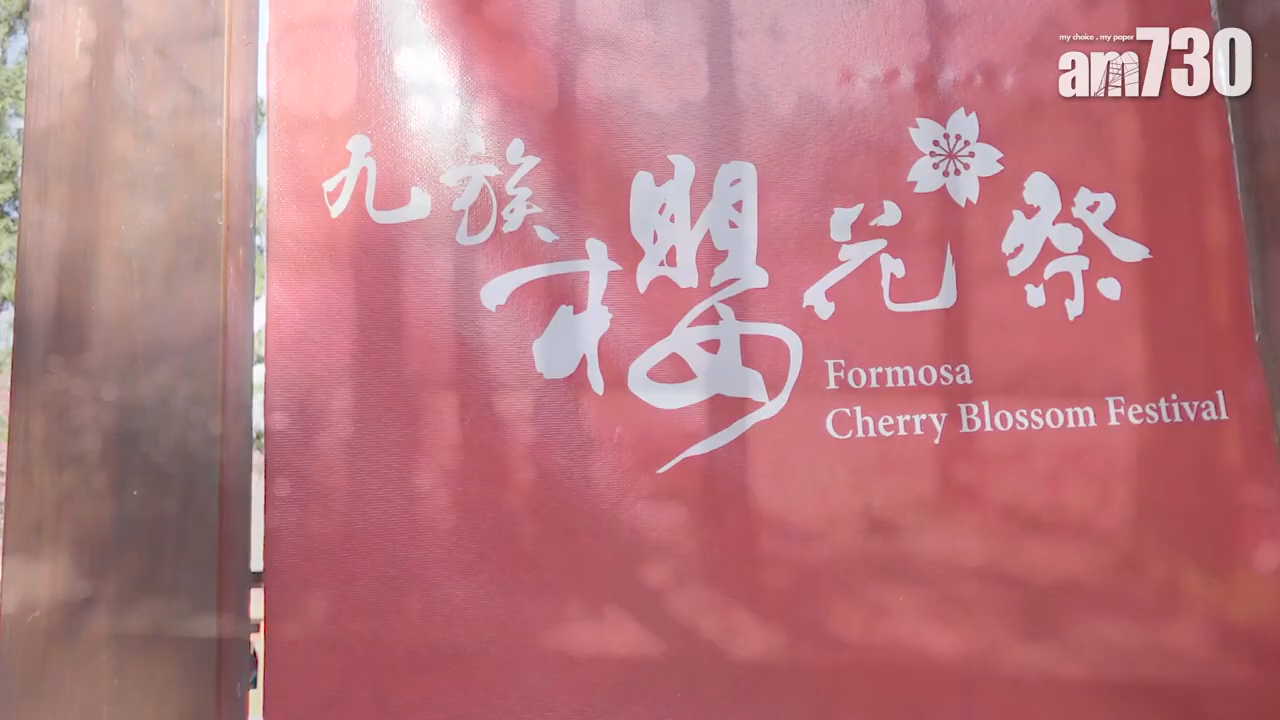 my choice . my paper
am730
九族
櫻花祭
Formosa
Cherry Blossom Festival